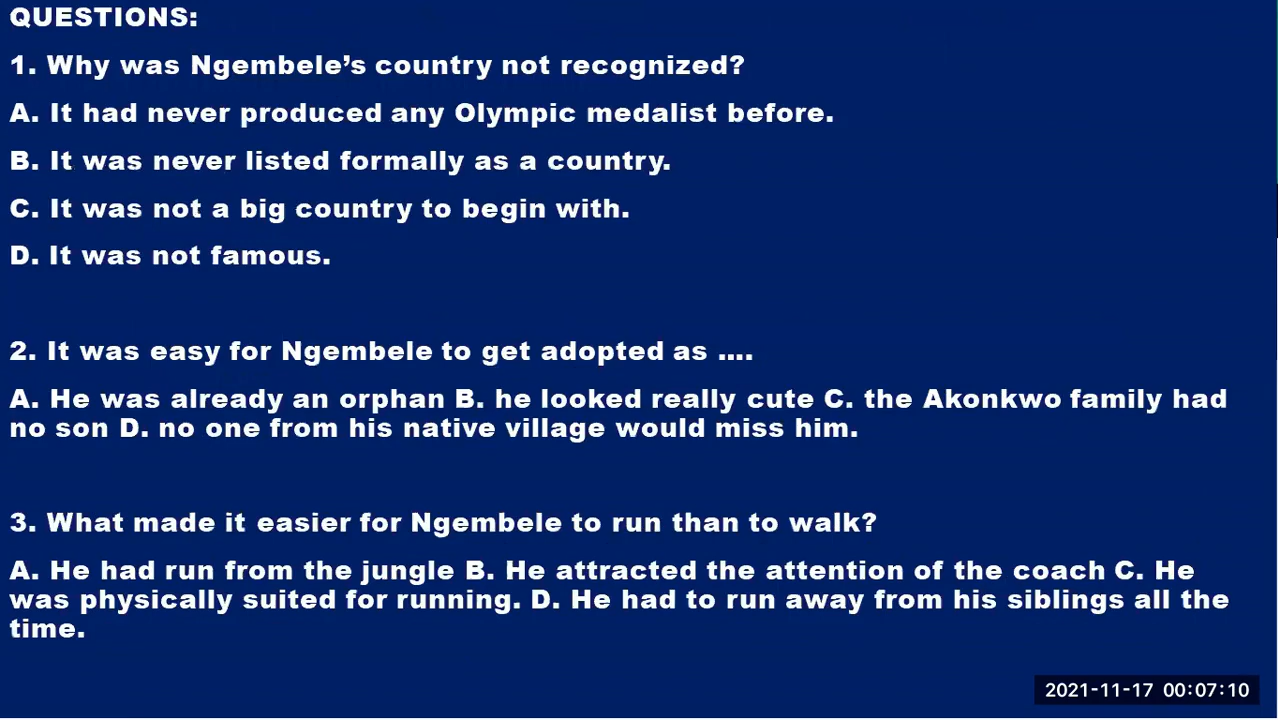 QUESTIONS:
1. Why was Ngembele’s country not recognized?
A. It had never produced any Olympic medalist before.
B. It was never listed formally as a country.
C. It was not a big country to begin with.
D. It was not famous.
2. It was easy for Ngembele to get adopted as ....
A. He was already an orphan B. he looked really cute C. the Akonkwo family had
no son D. no one from his native village would miss him.
3. What made it easier for Ngembele to run than to walk?
A. He had run from the jungle B. He attracted the attention of the coach C. He
was physically suited for running. D. He had to run away from his siblings all the
time.
2021-11-17 00:07:10